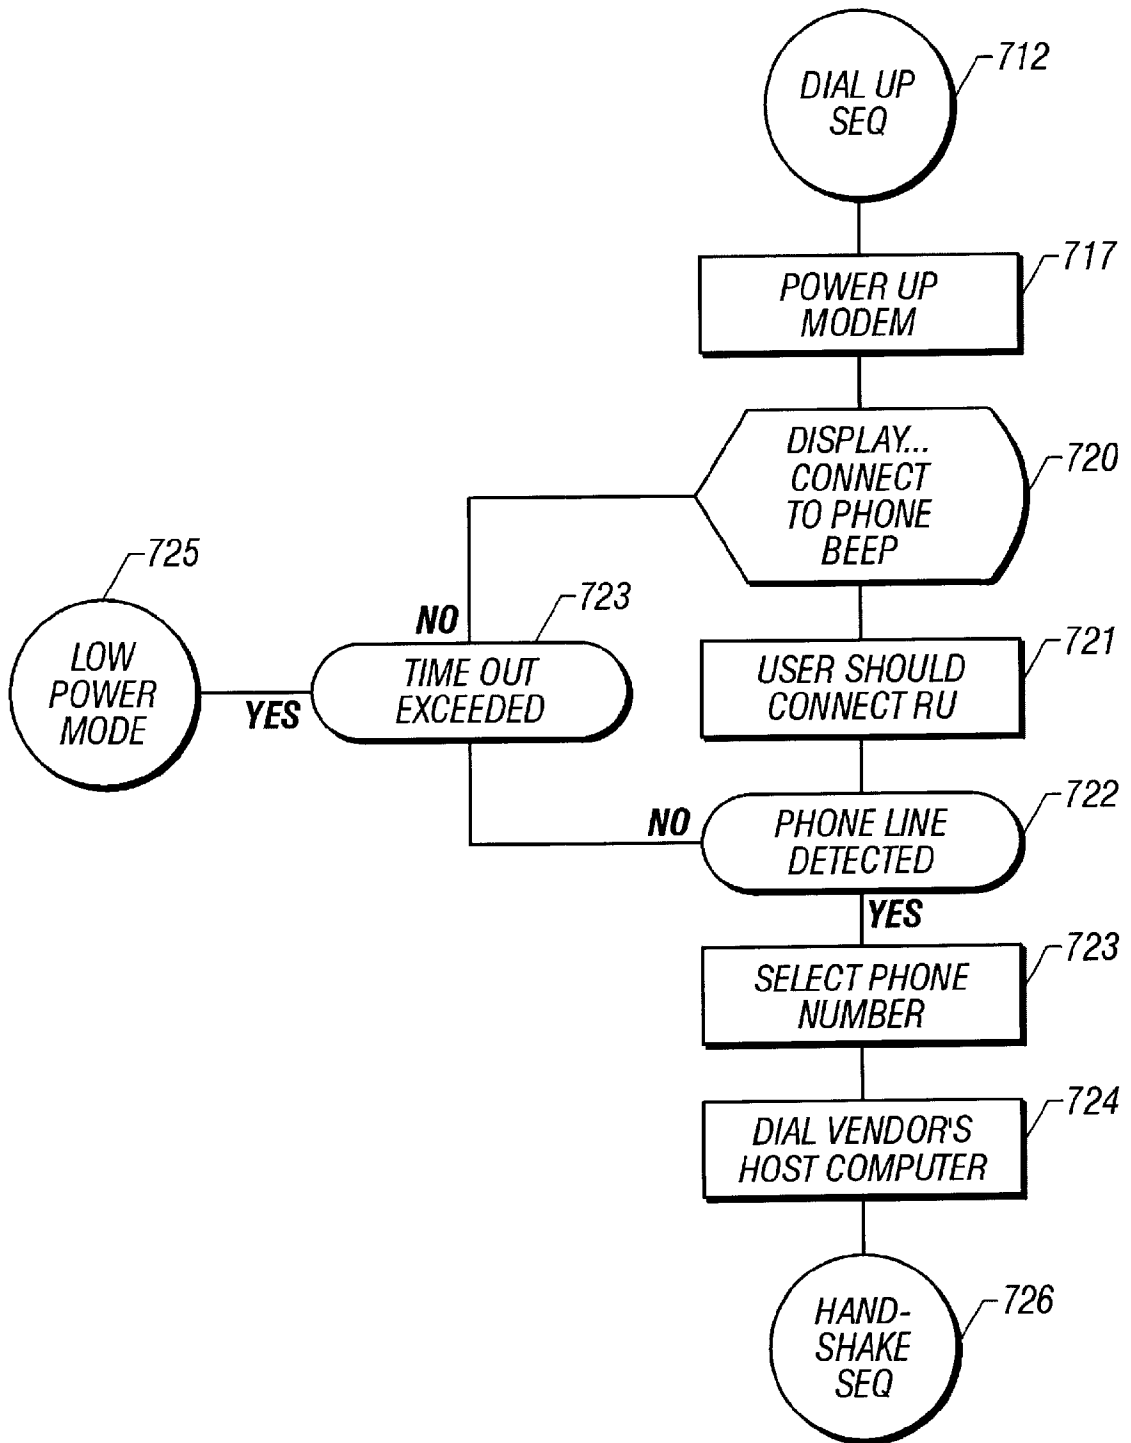 DIAL UP
SEQ
712
POWER UP
MODEM
717
DISPLAY...
CONNECT
TO PHONE
BEEP
720
725
LOW
POWER
MODE
YES
NO
723
TIME OUT
EXCEEDED
USER SHOULD
CONNECT RU
721
NO
PHONE LINE
DETECTED
722
YES
SELECT PHONE
NUMBER
723
DIAL VENDOR'S
HOST COMPUTER
724
HAND-
SHAKE
SEQ
726